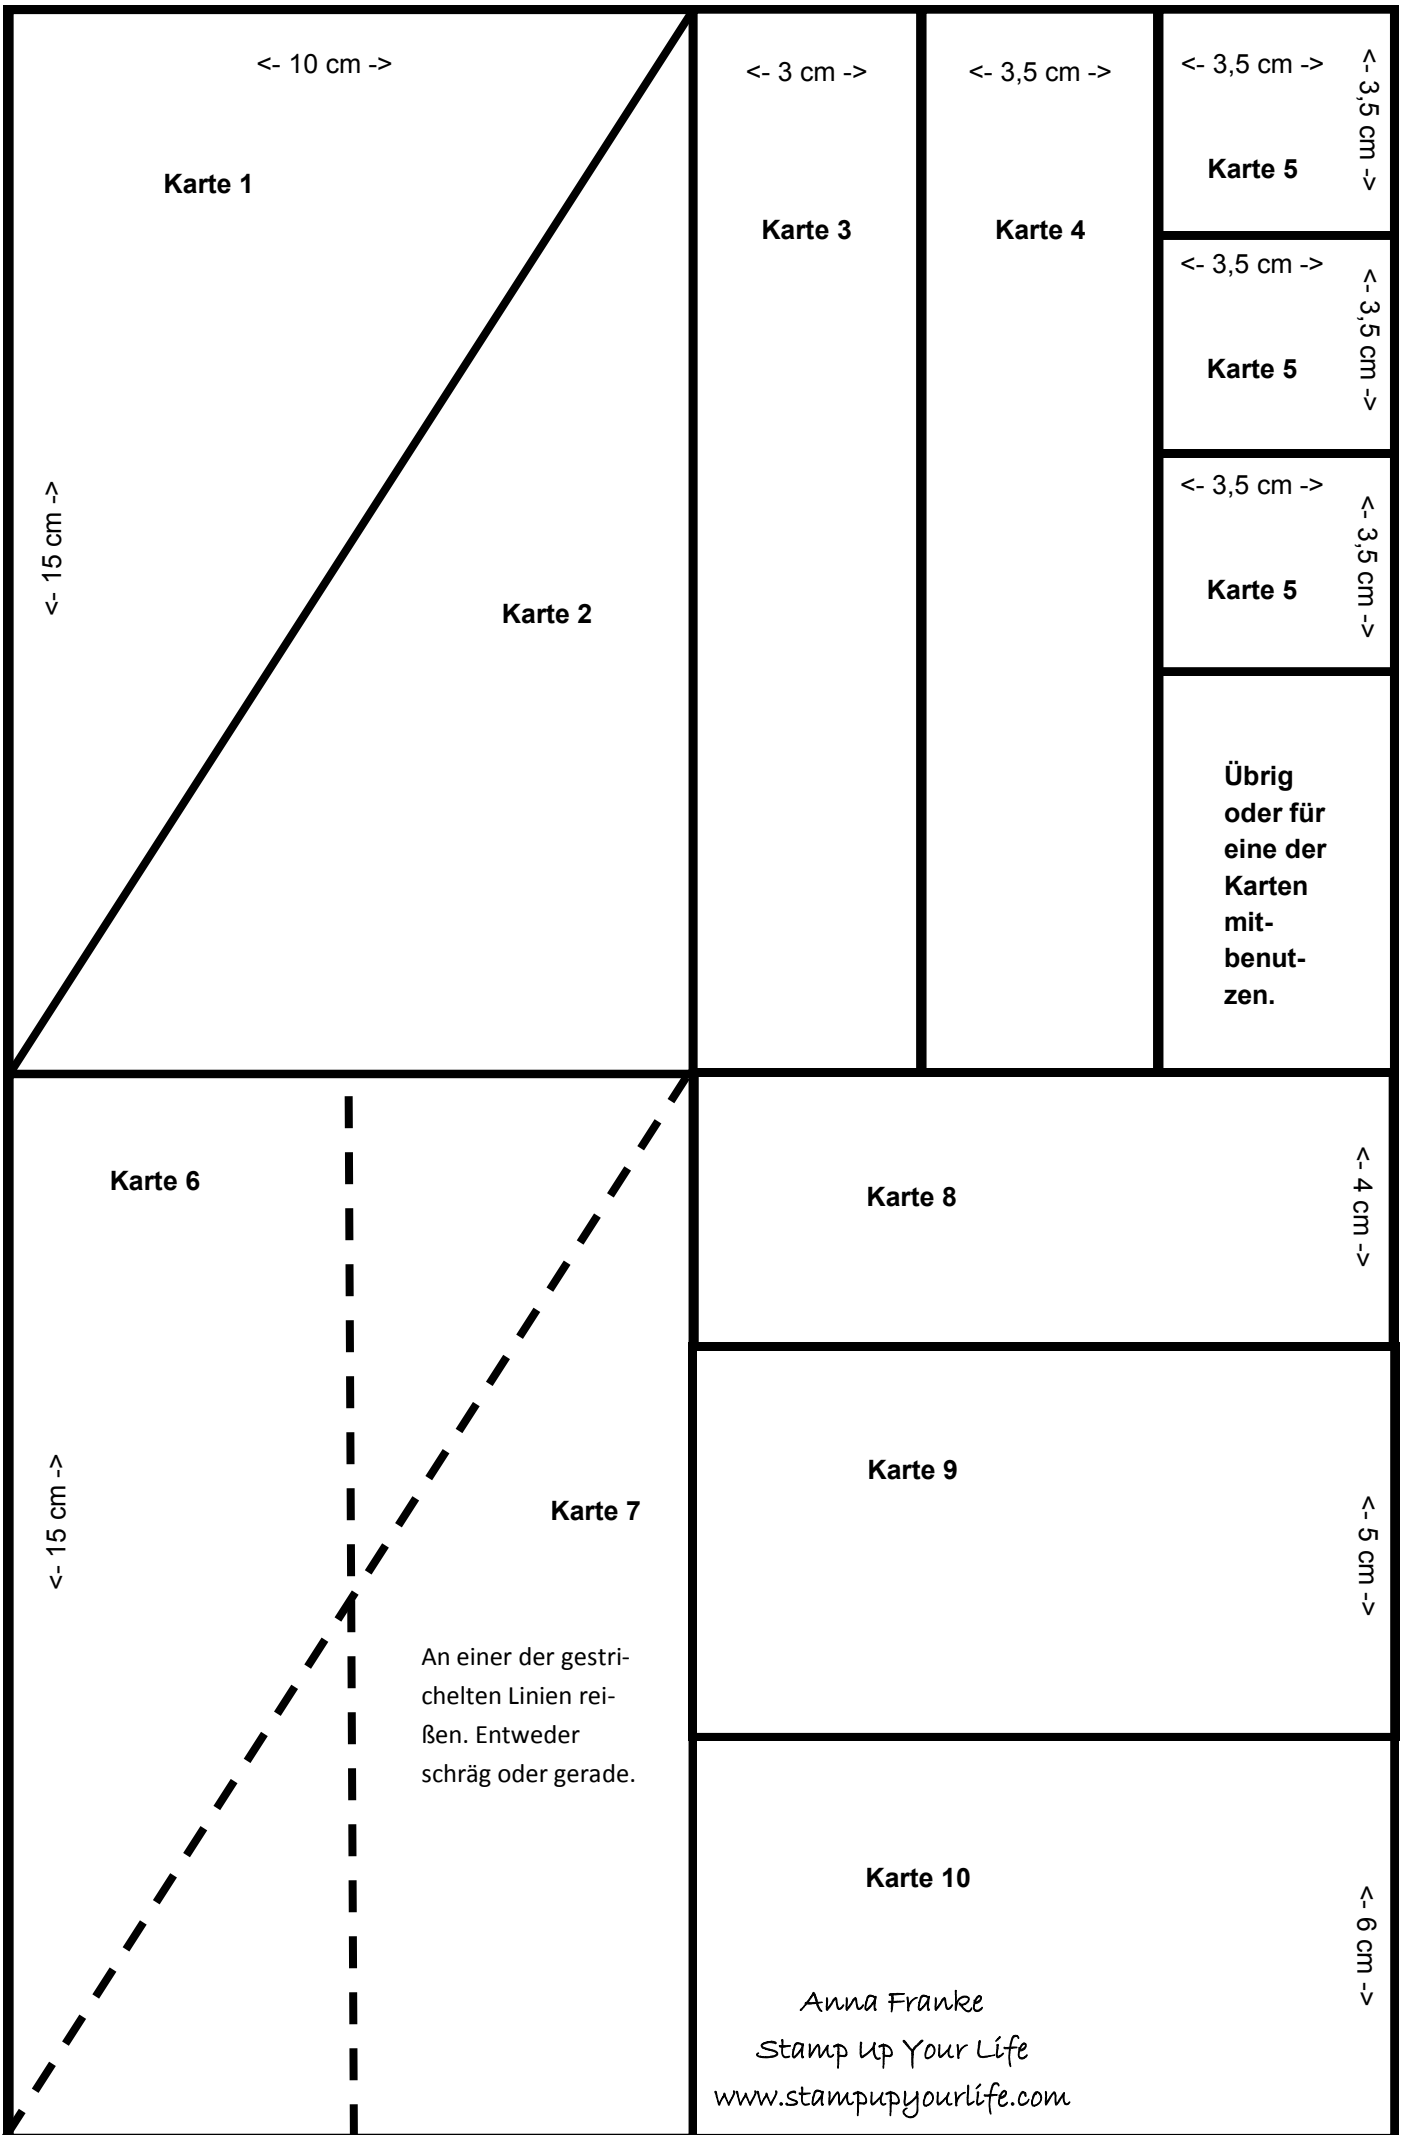 <- 10 cm ->
Karte 1
<- 15 cm ->
Karte 2
<- 3 cm ->
Karte 3
<- 3,5 cm ->
Karte 4
<- 3,5 cm ->
<- 3,5 cm ->
Karte 5
<- 3,5 cm ->
<- 3,5 cm ->
Karte 5
<- 3,5 cm ->
<- 3,5 cm ->
Karte 5
Übrig
oder für
eine der
Karten
mit-
benut-
zen.
Karte 6
<- 15 cm ->
Karte 7
An einer der gestri-
chelten Linien rei-
ßen. Entweder
schräg oder gerade.
Karte 8
<- 4 cm ->
Karte 9
<- 5 cm ->
Karte 10
<- 6 cm ->
Anna Franke
Stamp Up Your Life
www.stampupyourlife.com